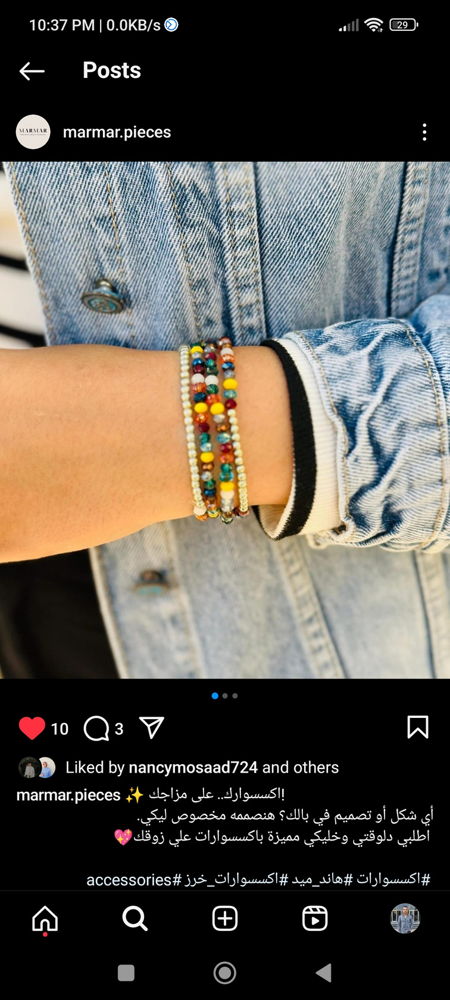 10:37 PM | 0.0KB/s
29
Posts
MARMAR
marmar.pieces
10
3
Liked by nancymosaad724 and others
marmar.pieces ✨ اكسسوارك.. على مزاجك!
أي شكل أو تصميم في بالك؟ هنصممه مخصوص ليكي.
اطلبي دلوقتي وخليكي مميزة باكسسوارات علي زوقك💖
#اكسسوارات #هاند_ميد #اكسسوارات_خرز #accessories